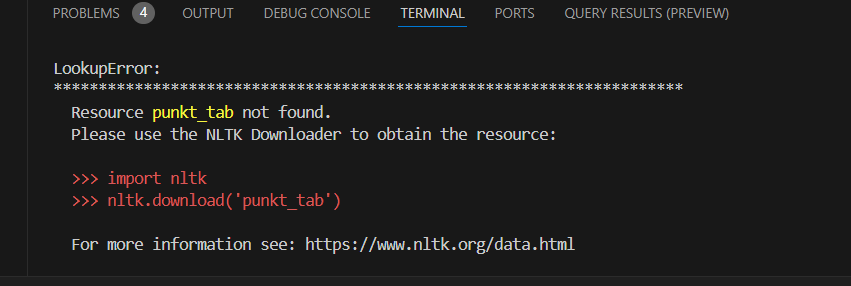 PROBLEMS 4 OUTPUT DEBUG CONSOLE TERMINAL PORTS QUERY RESULTS (PREVIEW)
LookupError:
**********************************************************************
Resource punkt_tab not found.
Please use the NLTK Downloader to obtain the resource:
>>> import nltk
>>> nltk.download('punkt_tab')
For more information see: https://www.nltk.org/data.html